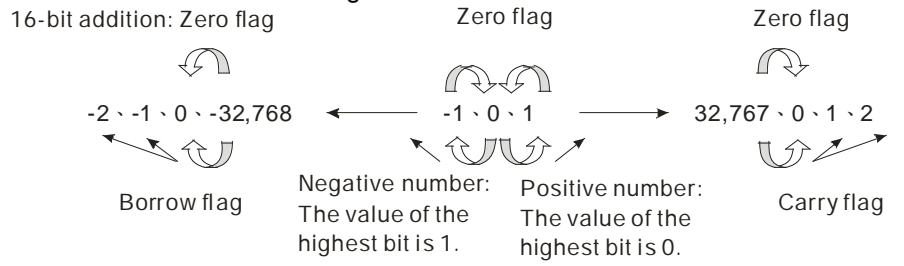 16-bit addition: Zero flag
Zero flag
Zero flag
-2、-1、0、-32,768
-1、0、1
32,767、0、1、2
Borrow flag
Negative number:
The value of the
highest bit is 1.
Positive number:
The value of the
highest bit is 0.
Carry flag